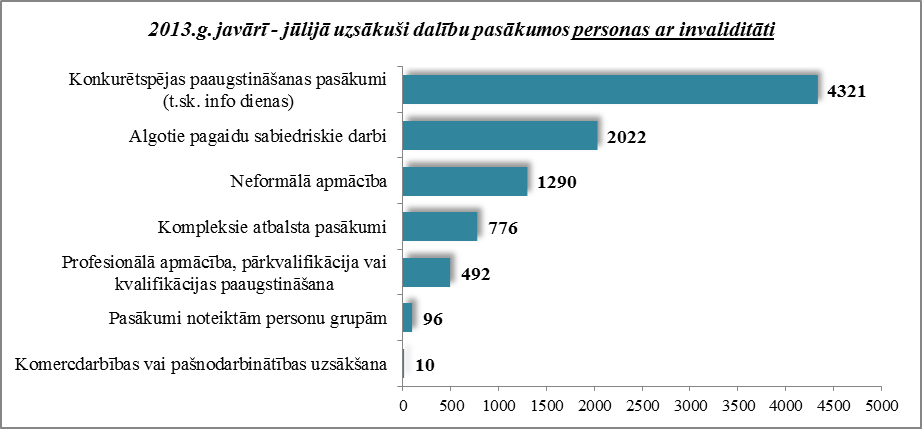 2013.g. javārī - jūlijā uzsākuši dalību pasākumos personas ar invaliditāti
Konkurētspējas paaugstināšanas pasākumi
(t.sk. info dienas)
4321
Algotie pagaidu sabiedriskie darbi
2022
Neformālā apmācība
1290
Kompleksie atbalsta pasākumi
776
Profesionālā apmācība, pārkvalifikācija vai
kvalifikācijas paaugstināšana
492
Pasākumi noteiktām personu grupām
96
Komercdarbības vai pašnodarbinātības uzsākšana
10
0 500 1000 1500 2000 2500 3000 3500 4000 4500 5000